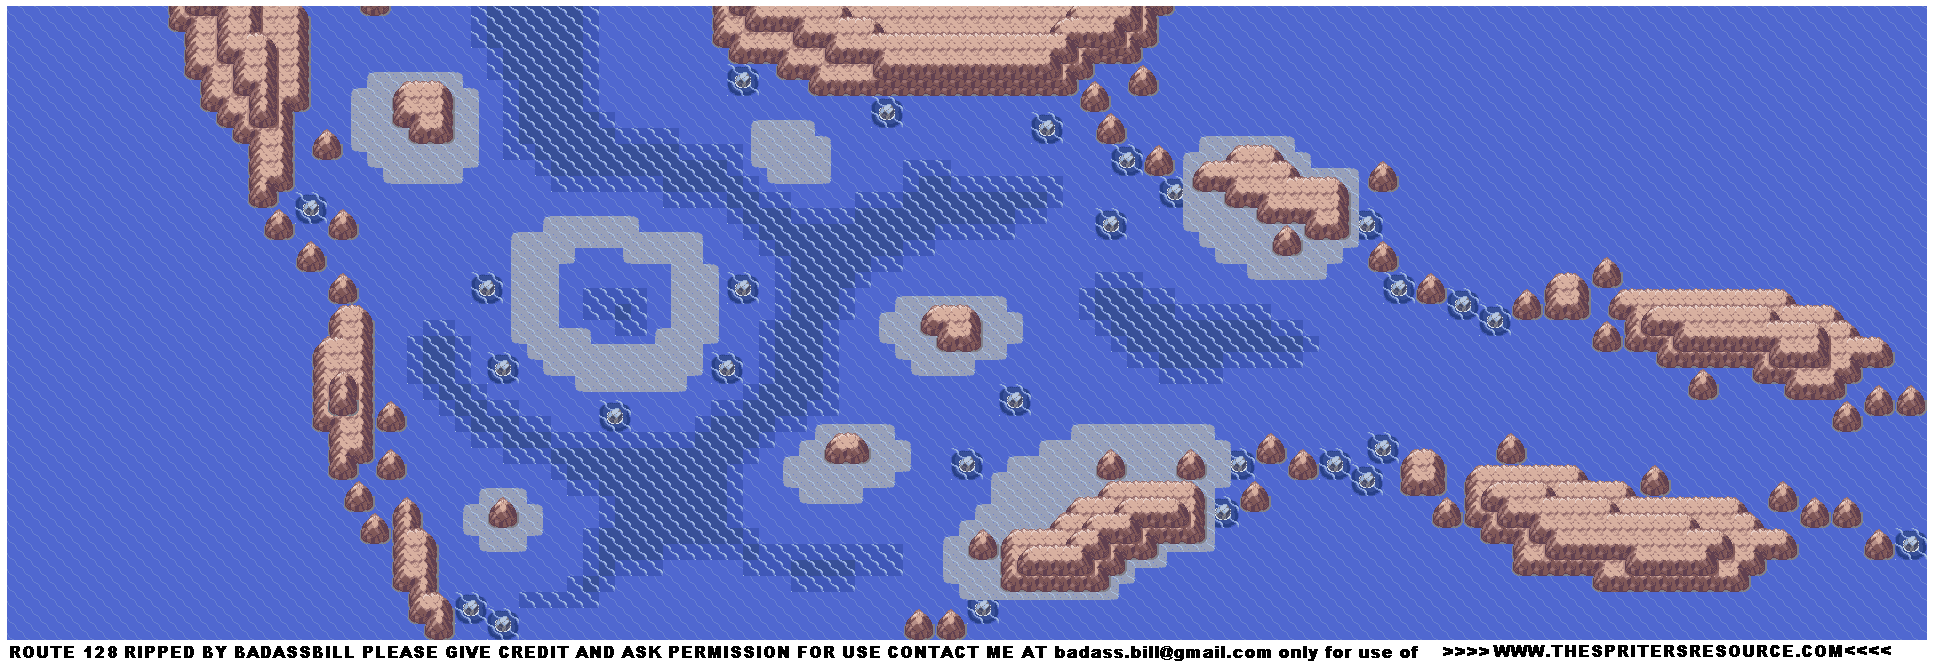 ROUTE 128 RIPPED BY BADASSBILL PLEASE GIVE CREDIT AND ASK PERMISSION FOR USE CONTACT ME AT badass.bill@gmail.com only for use of >>>> WWW.THESPRITERSRESOURCE.COM<<<<